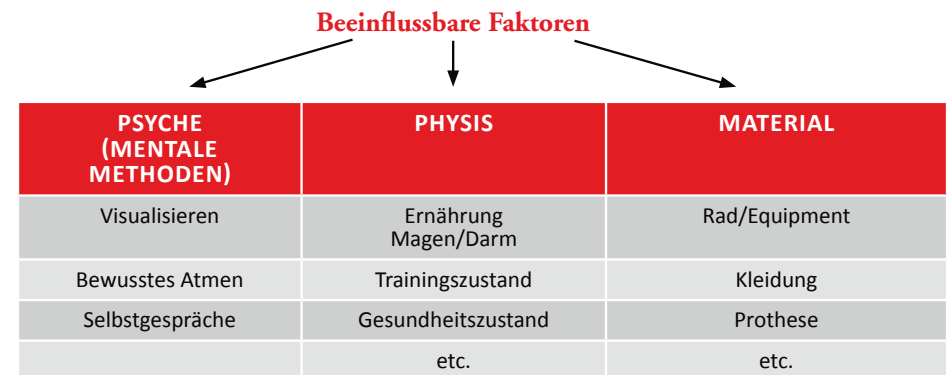 Beeinflussbare Faktoren
PSYCHE
(MENTALE
METHODEN)
PHYSIS
MATERIAL
Visualisieren
Ernährung
Magen/Darm
Rad/Equipment
Bewusstes Atmen
Trainingszustand
Kleidung
Selbstgespräche
Gesundheitszustand
Prothese
etc.
etc.